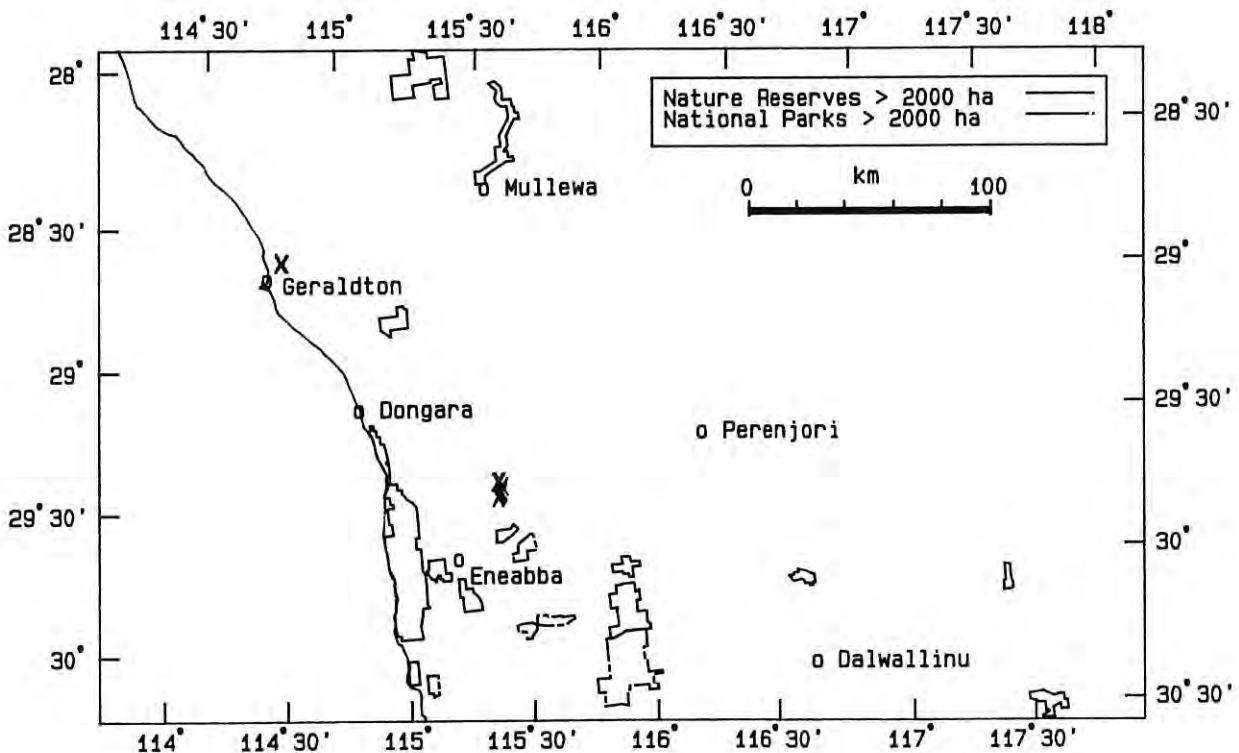 114°30' 115° 115°30' 116° 116°30' 117° 117°30' 118°
28°
Nature Reserves > 2000 ha
National Parks > 2000 ha
28°30'
km
0 100
Mullewa
28°30'
29°
X
Geraldton
29°
Dongara
29°30'
Perenjori
X
X
X
29°30'
30°
Eneabba
30°
Dalwallinu
30°30'
114° 114°30' 115° 115°30' 116° 116°30' 117° 117°30'